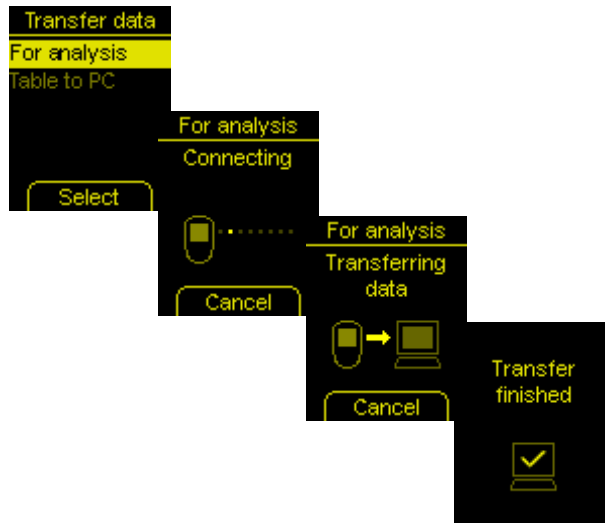 Transfer data
For analysis
Table to PC
Select
For analysis
Connecting
Cancel
For analysis
Transferring
data
Cancel
Transfer
finished